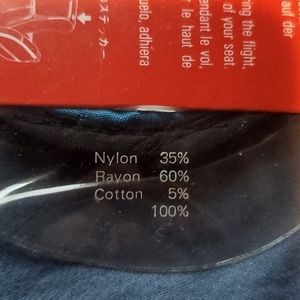 ステッカー
uelo, adhiera
endant le vol,
r le haut de
ng the flight,
of your seat.
auf der
Nylon 35%
Rayon 60%
Cotton 5%
100%